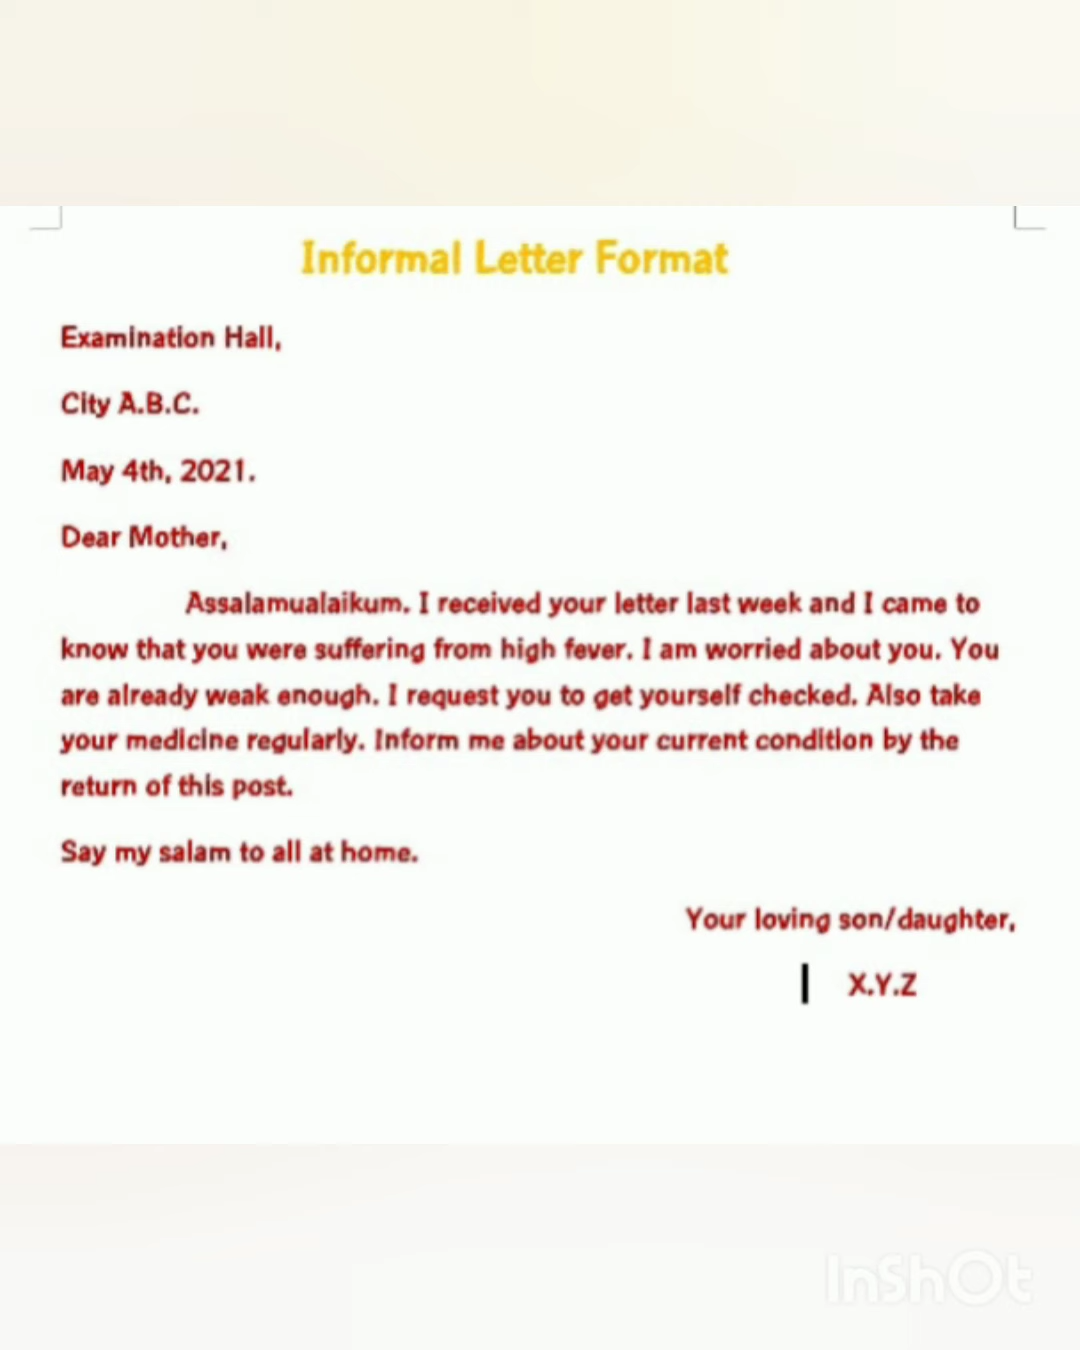 Informal Letter Format
Examination Hall,
City A.B.C.
May 4th, 2021.
Dear Mother,
Assalamualaikum. I received your letter last week and I came to
know that you were suffering from high fever. I am worried about you. You
are already weak enough. I request you to get yourself checked. Also take
your medicine regularly. Inform me about your current condition by the
return of this post.
Say my salam to all at home.
Your loving son/daughter,
X.Y.Z
InShOt